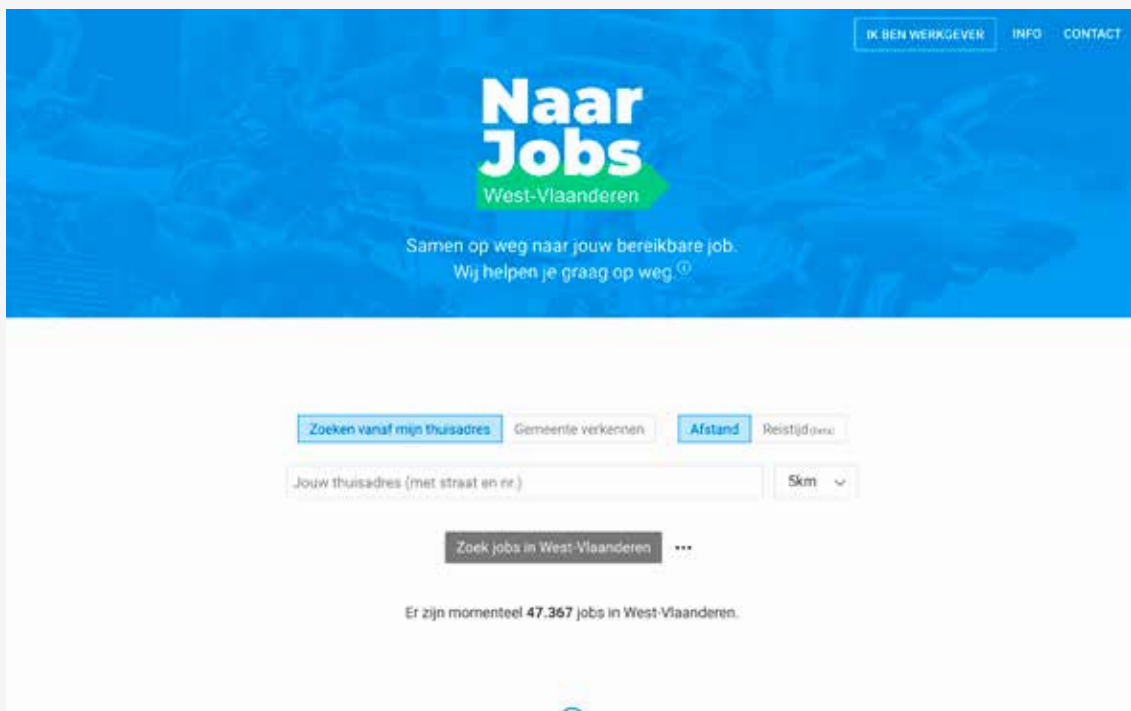 IK BEN WERKGEVER INFO CONTACT
Naar
Jobs
West-Vlaanderen
Samen op weg naar jouw bereikbare job.
Wij helpen je graag op weg.
Zoeken vanaf mijn thuisadres Gemeente verkennen Afstand Reistijd (beta)
Jouw thuisadres (met straat en nr.) 5km
Zoek jobs in West-Vlaanderen ...
Er zijn momenteel 47.367 jobs in West-Vlaanderen.